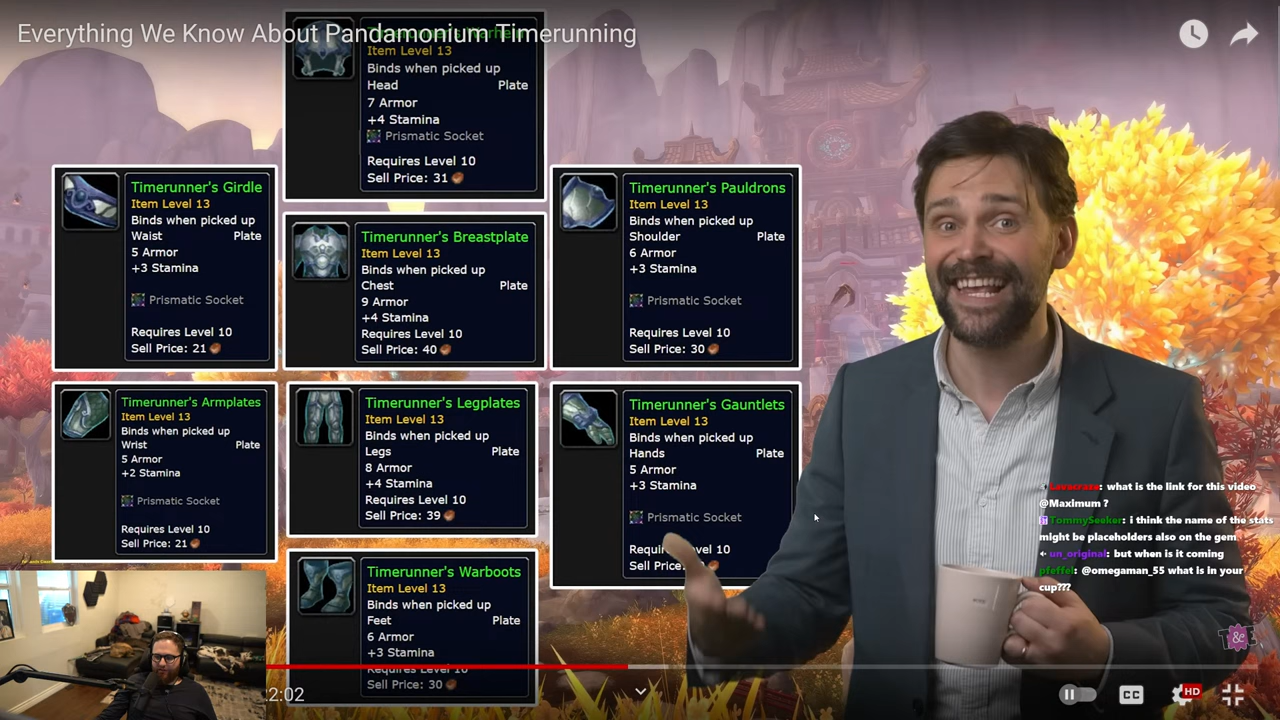 Everything We Know About Pandamonium Timerunning
Item Level 13
Binds when picked up
Head Plate
7 Armor
+4 Stamina
Prismatic Socket
Requires Level 10
Sell Price: 31
Timerunner's Girdle
Item Level 13
Binds when picked up
Waist Plate
5 Armor
+3 Stamina
Prismatic Socket
Requires Level 10
Sell Price: 21
Timerunner's Breastplate
Item Level 13
Binds when picked up
Chest Plate
9 Armor
+4 Stamina
Requires Level 10
Sell Price: 40
Timerunner's Pauldrons
Item Level 13
Binds when picked up
Shoulder Plate
6 Armor
+3 Stamina
Prismatic Socket
Requires Level 10
Sell Price: 30
Timerunner's Armplates
Item Level 13
Binds when picked up
Wrist Plate
5 Armor
+2 Stamina
Prismatic Socket
Requires Level 10
Sell Price: 21
Timerunner's Legplates
Item Level 13
Binds when picked up
Legs Plate
8 Armor
+4 Stamina
Requires Level 10
Sell Price: 39
Timerunner's Gauntlets
Item Level 13
Binds when picked up
Hands Plate
5 Armor
+3 Stamina
Prismatic Socket
Level 10
Sell
Timerunner's Warboots
Item Level 13
Binds when picked up
Feet Plate
6 Armor
+3 Stamina
Requires Level 10
Sell Price: 30
Lavacraze: what is the link for this video
@Maximum ?
TommySeeker: i think the name of the stats
might be placeholders also on the gem
un_original: but when is it coming
pfeffel: @omegaman_55 what is in your
cup???
T&E
2:02
CC
HD